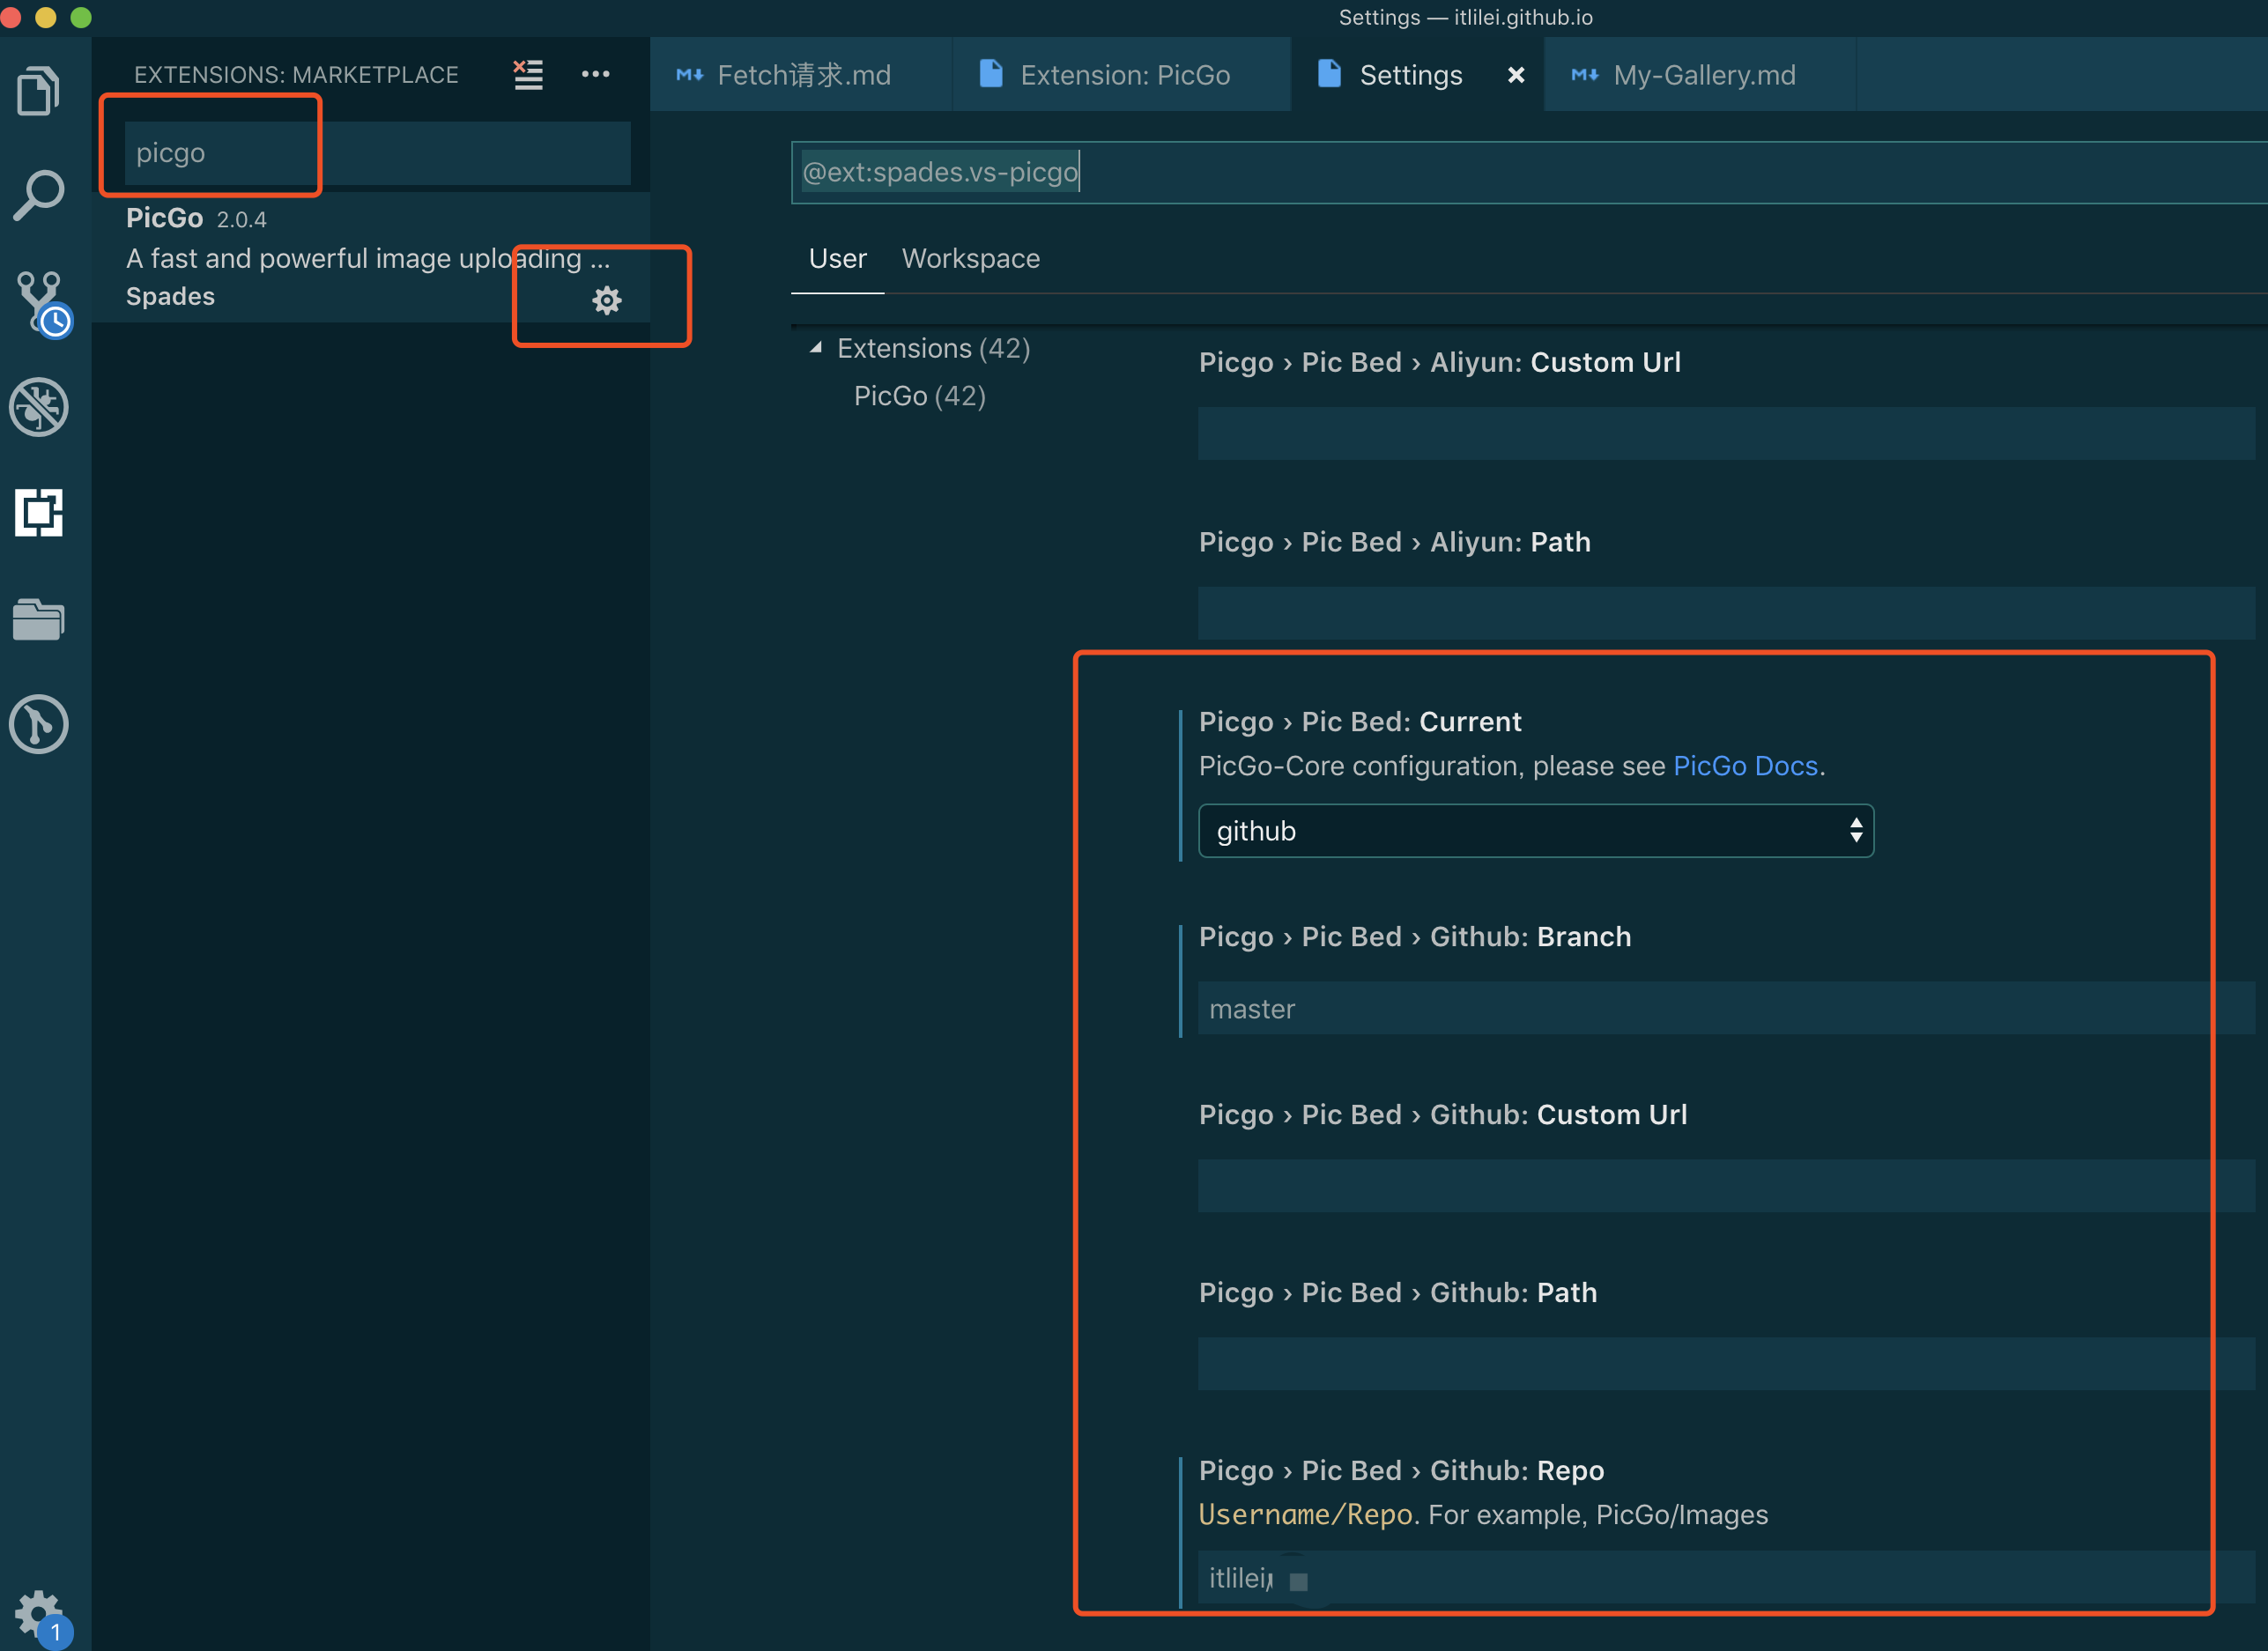 Settings — itlilei.github.io
EXTENSIONS: MARKETPLACE
picgo
PicGo 2.0.4
A fast and powerful image uploading ...
Spades
Fetch请求.md
Extension: PicGo
Settings
My-Gallery.md
@ext:spades.vs-picgo
User Workspace
Extensions (42)
PicGo (42)
Picgo › Pic Bed › Aliyun: Custom Url
Picgo › Pic Bed › Aliyun: Path
Picgo › Pic Bed: Current
PicGo-Core configuration, please see PicGo Docs.
github
Picgo › Pic Bed › Github: Branch
master
Picgo › Pic Bed › Github: Custom Url
Picgo › Pic Bed › Github: Path
Picgo › Pic Bed › Github: Repo
Username/Repo. For example, PicGo/Images
itlilei/
1